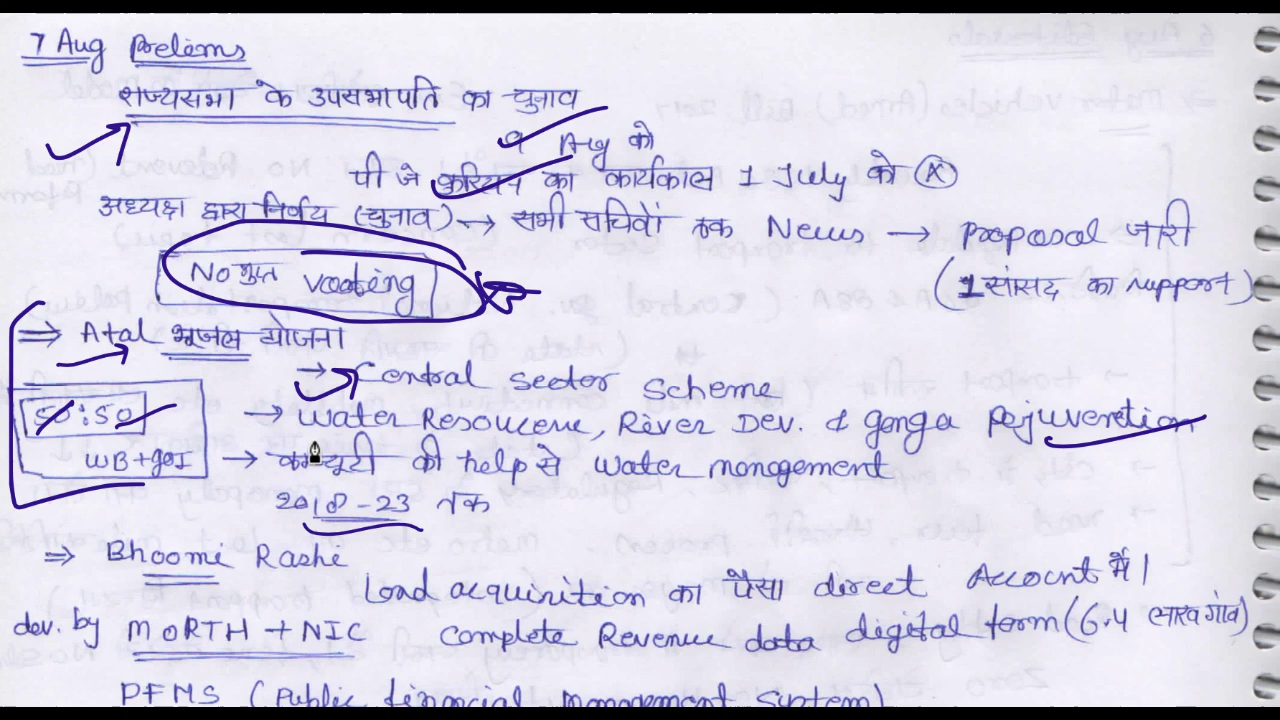 7 Aug Prelims
राज्यसभा के उपसभापति का चुनाव
9 Aug को
पी जे कुरियन का कार्यकाल 1 July को (X)
अध्यक्ष द्वारा निर्णय (चुनाव) → सभी सचिवों तक News → Proposal जारी
(1 सांसद का support)
No गुप्त voating
⇒ Atal भूजल योजना
→ Central Sector Scheme
50:50
→ Water Resource, River Dev. & Ganga Rejuvenation
WB+GoI → की help से water management
2018-23 तक
⇒ Bhoomi Rashi
Land acquisition का पैसा direct Account में।
dev. by MORTH + NIC complete Revenue data digital form (6.4 लाख गांव)
PFMS (Public financial Management System)